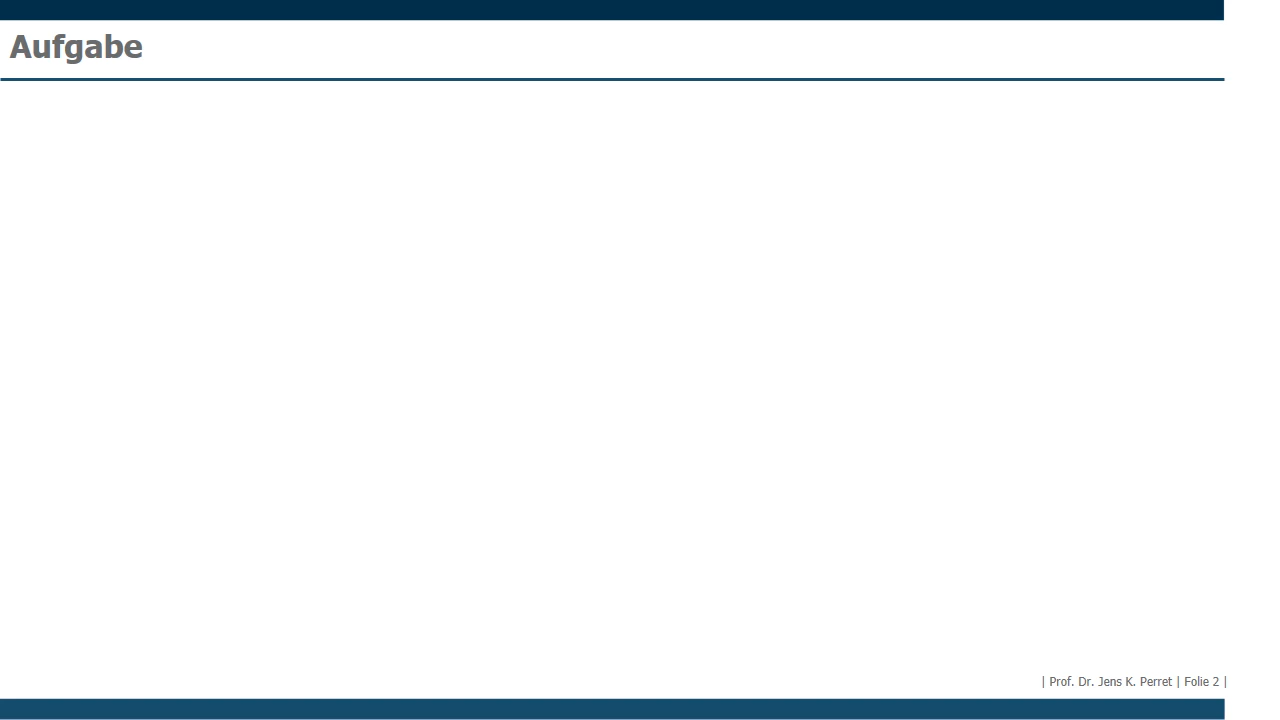 Aufgabe
| Prof. Dr. Jens K. Perret | Folie 2 |